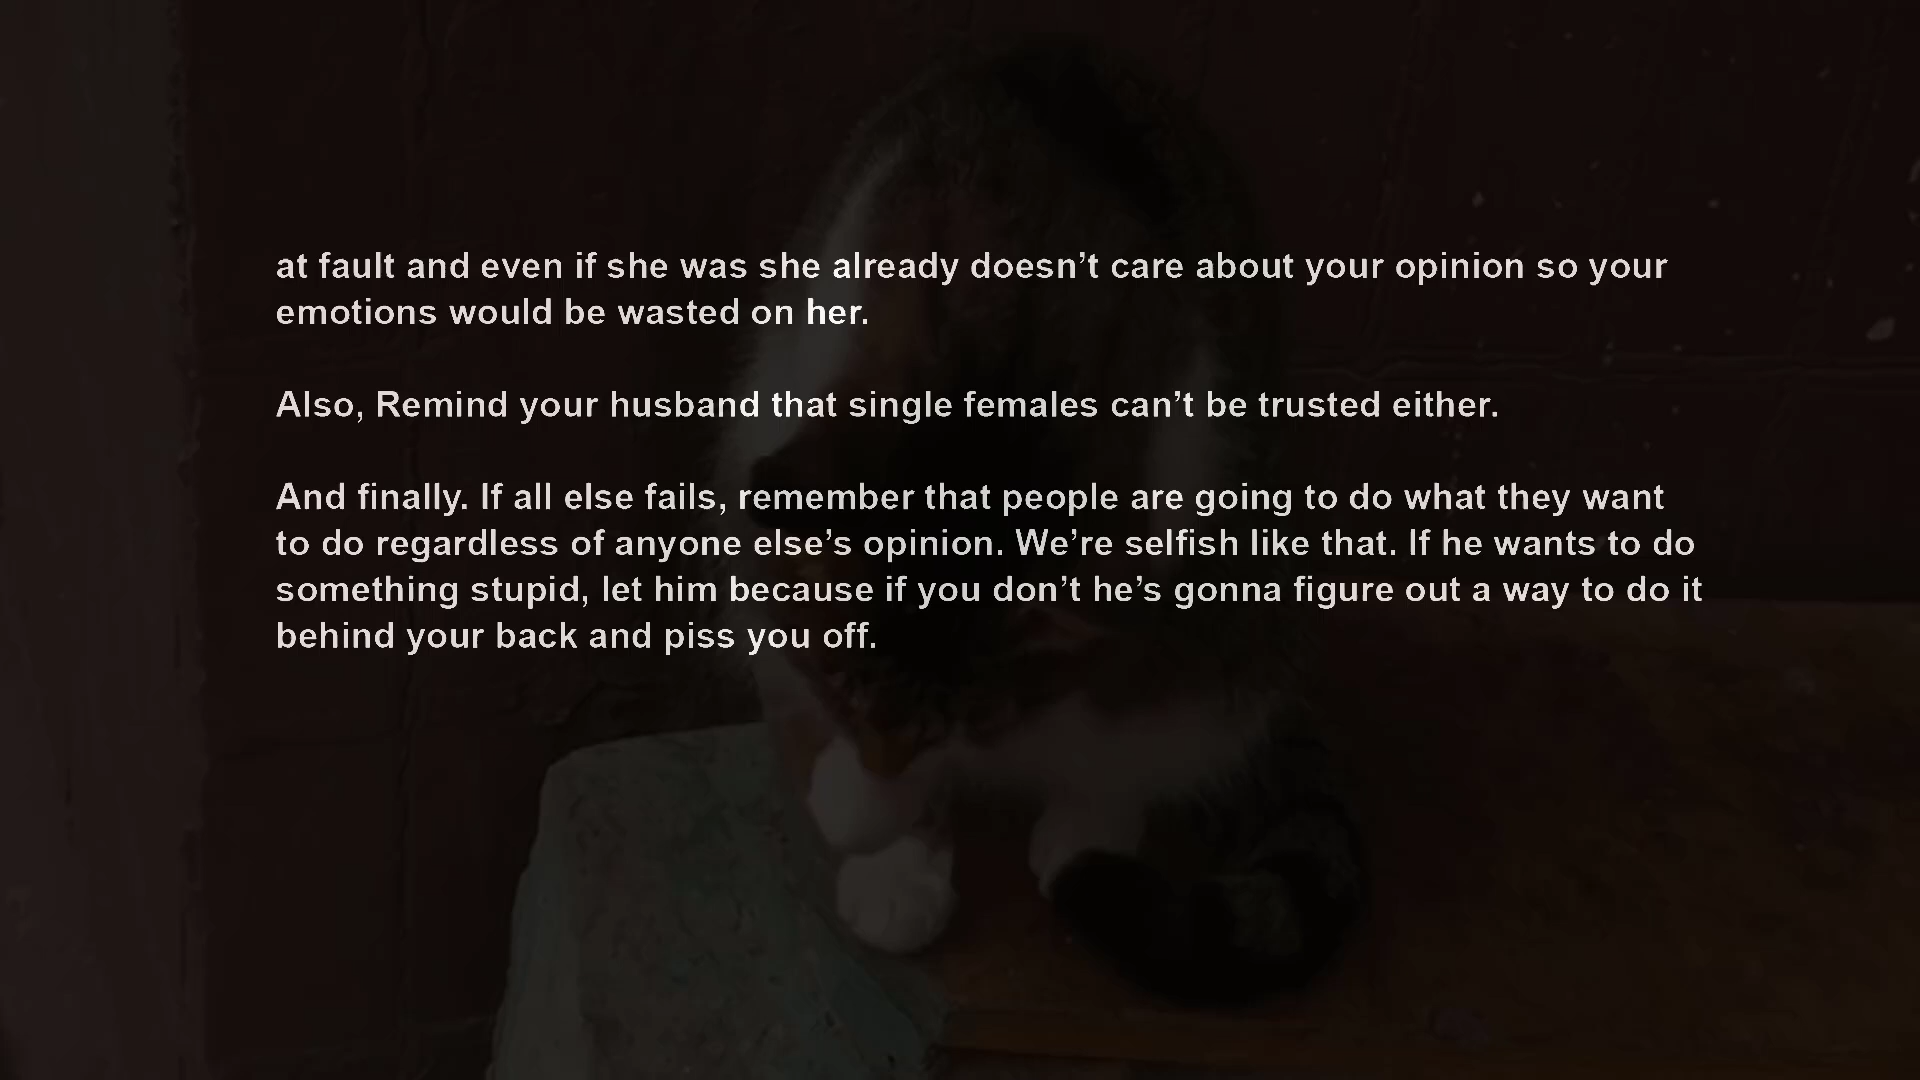 at fault and even if she was she already doesn’t care about your opinion so your
emotions would be wasted on her.
Also, Remind your husband that single females can’t be trusted either.
And finally. If all else fails, remember that people are going to do what they want
to do regardless of anyone else’s opinion. We’re selfish like that. If he wants to do
something stupid, let him because if you don’t he’s gonna figure out a way to do it
behind your back and piss you off.